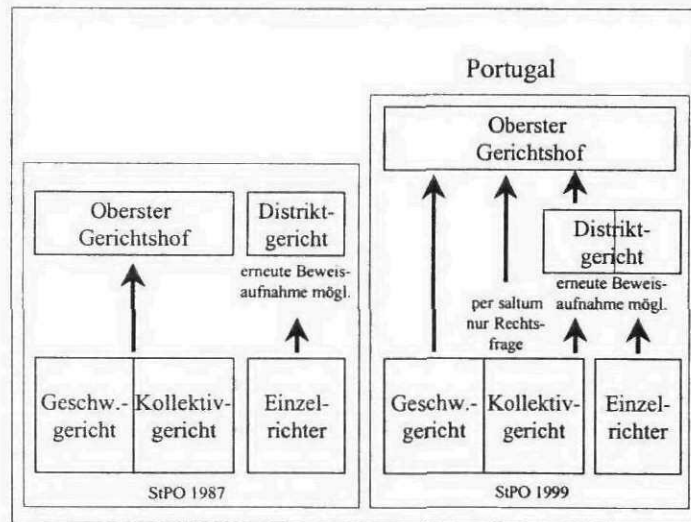 Portugal
Oberster
Gerichtshof
Distrikt-
gericht
erneute Beweis-
aufnahme mögl.
Geschw.-
gericht
Kollektiv-
gericht
Einzel-
richter
StPO 1987
Oberster
Gerichtshof
Distrikt-
gericht
erneute Beweis-
aufnahme mögl.
per saltum
nur Rechts-
frage
Geschw.-
gericht
Kollektiv-
gericht
Einzel-
richter
StPO 1999